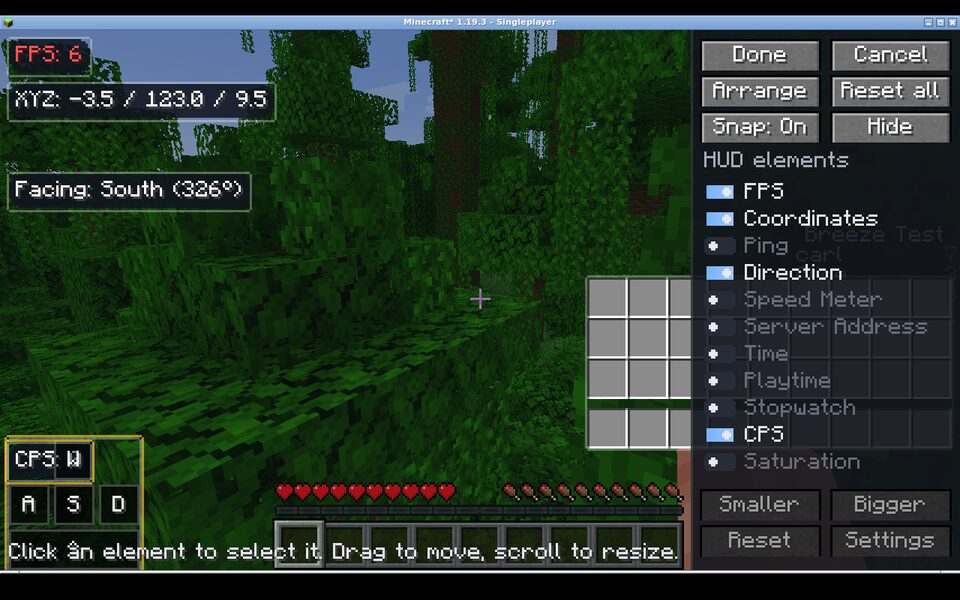 Minecraft* 1.19.3 - Singleplayer
FPS: 6
XYZ: -3.5 / 123.0 / 9.5
Facing: South (326°)
Done
Cancel
Arrange
Reset all
Snap: On
Hide
HUD elements
FPS
Coordinates
Ping
Breeze Test
carl
Direction
Speed Meter
Server Address
Time
Playtime
Stopwatch
CPS
Saturation
Smaller
Bigger
Reset
Settings
CPS: W
A S D
Click an element to select it. Drag to move, scroll to resize.